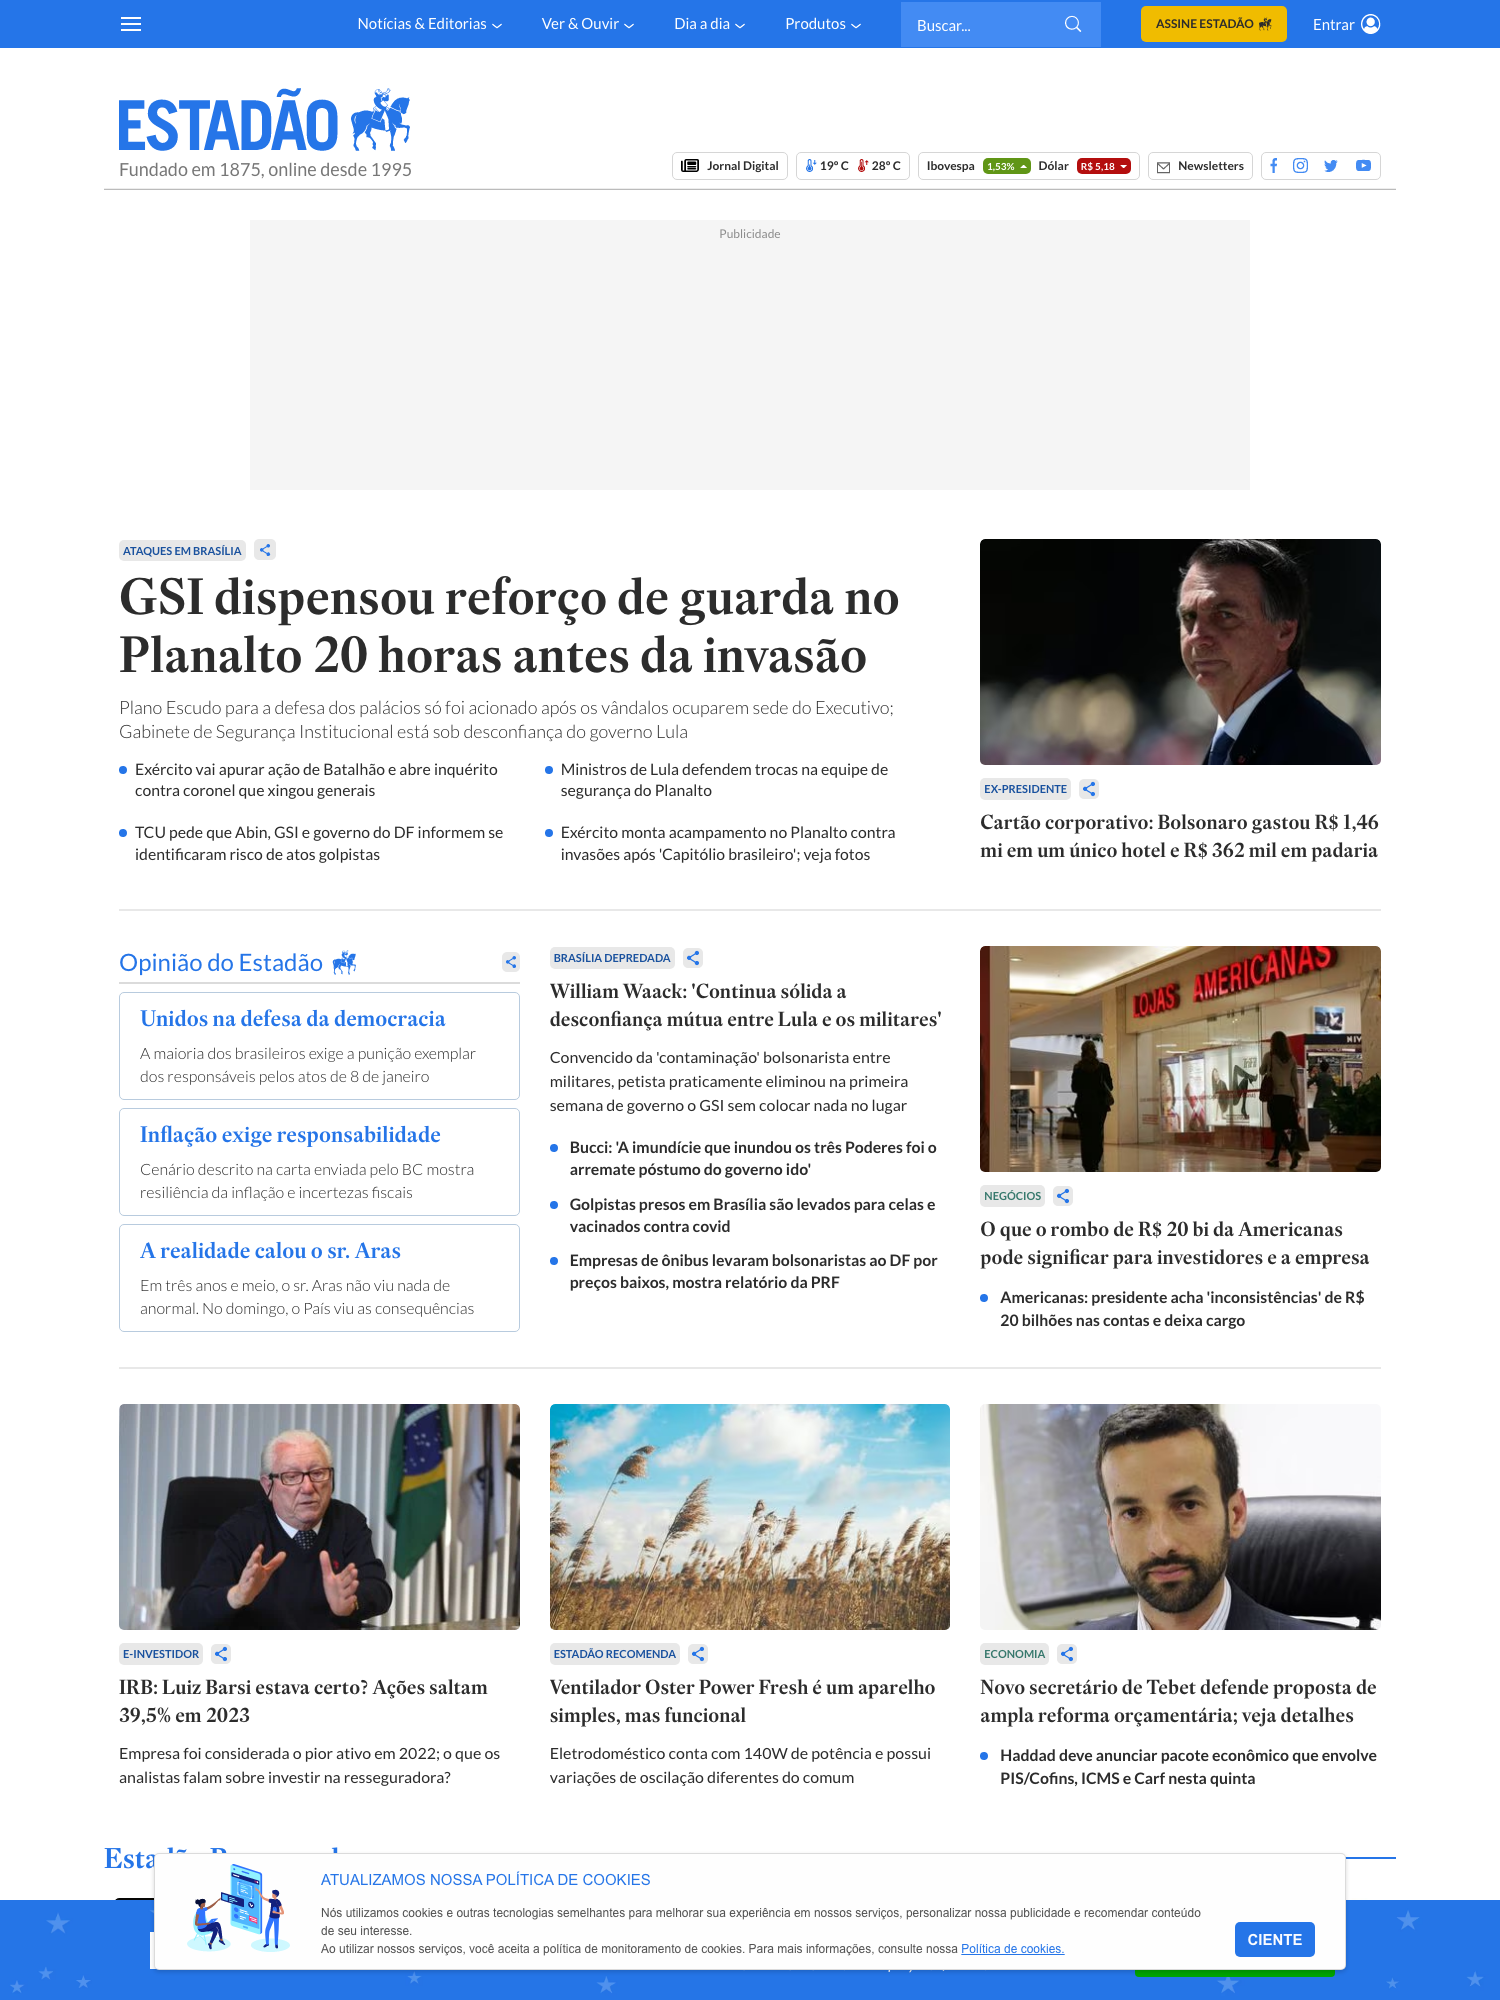 Notícias & Editorias
Ver & Ouvir
Dia a dia
Produtos
Buscar...
ASSINE ESTADÃO
Entrar
ESTADÃO
Fundado em 1875, online desde 1995
Jornal Digital
19º C 28º C
Ibovespa 1,53% Dólar R$ 5,18
Newsletters
Publicidade
ATAQUES EM BRASÍLIA
GSI dispensou reforço de guarda no
Planalto 20 horas antes da invasão
Plano Escudo para a defesa dos palácios só foi acionado após os vândalos ocuparem sede do Executivo;
Gabinete de Segurança Institucional está sob desconfiança do governo Lula
Exército vai apurar ação de Batalhão e abre inquérito
contra coronel que xingou generais
Ministros de Lula defendem trocas na equipe de
segurança do Planalto
TCU pede que Abin, GSI e governo do DF informem se
identificaram risco de atos golpistas
Exército monta acampamento no Planalto contra
invasões após 'Capitólio brasileiro'; veja fotos
EX-PRESIDENTE
Cartão corporativo: Bolsonaro gastou R$ 1,46
mi em um único hotel e R$ 362 mil em padaria
Opinião do Estadão
Unidos na defesa da democracia
A maioria dos brasileiros exige a punição exemplar
dos responsáveis pelos atos de 8 de janeiro
Inflação exige responsabilidade
Cenário descrito na carta enviada pelo BC mostra
resiliência da inflação e incertezas fiscais
A realidade calou o sr. Aras
Em três anos e meio, o sr. Aras não viu nada de
anormal. No domingo, o País viu as consequências
BRASÍLIA DEPREDADA
William Waack: 'Continua sólida a
desconfiança mútua entre Lula e os militares'
Convencido da 'contaminação' bolsonarista entre
militares, petista praticamente eliminou na primeira
semana de governo o GSI sem colocar nada no lugar
Bucci: 'A imundície que inundou os três Poderes foi o
arremate póstumo do governo ido'
Golpistas presos em Brasília são levados para celas e
vacinados contra covid
Empresas de ônibus levaram bolsonaristas ao DF por
preços baixos, mostra relatório da PRF
LOJAS AMERICANAS
NEGÓCIOS
O que o rombo de R$ 20 bi da Americanas
pode significar para investidores e a empresa
Americanas: presidente acha 'inconsistências' de R$
20 bilhões nas contas e deixa cargo
E-INVESTIDOR
IRB: Luiz Barsi estava certo? Ações saltam
39,5% em 2023
Empresa foi considerada o pior ativo em 2022; o que os
analistas falam sobre investir na resseguradora?
ESTADÃO RECOMENDA
Ventilador Oster Power Fresh é um aparelho
simples, mas funcional
Eletrodoméstico conta com 140W de potência e possui
variações de oscilação diferentes do comum
ECONOMIA
Novo secretário de Tebet defende proposta de
ampla reforma orçamentária; veja detalhes
Haddad deve anunciar pacote econômico que envolve
PIS/Cofins, ICMS e Carf nesta quinta
ATUALIZAMOS NOSSA POLÍTICA DE COOKIES
Nós utilizamos cookies e outras tecnologias semelhantes para melhorar sua experiência em nossos serviços, personalizar nossa publicidade e recomendar conteúdo
de seu interesse.
Ao utilizar nossos serviços, você aceita a política de monitoramento de cookies. Para mais informações, consulte nossa Política de cookies.
CIENTE